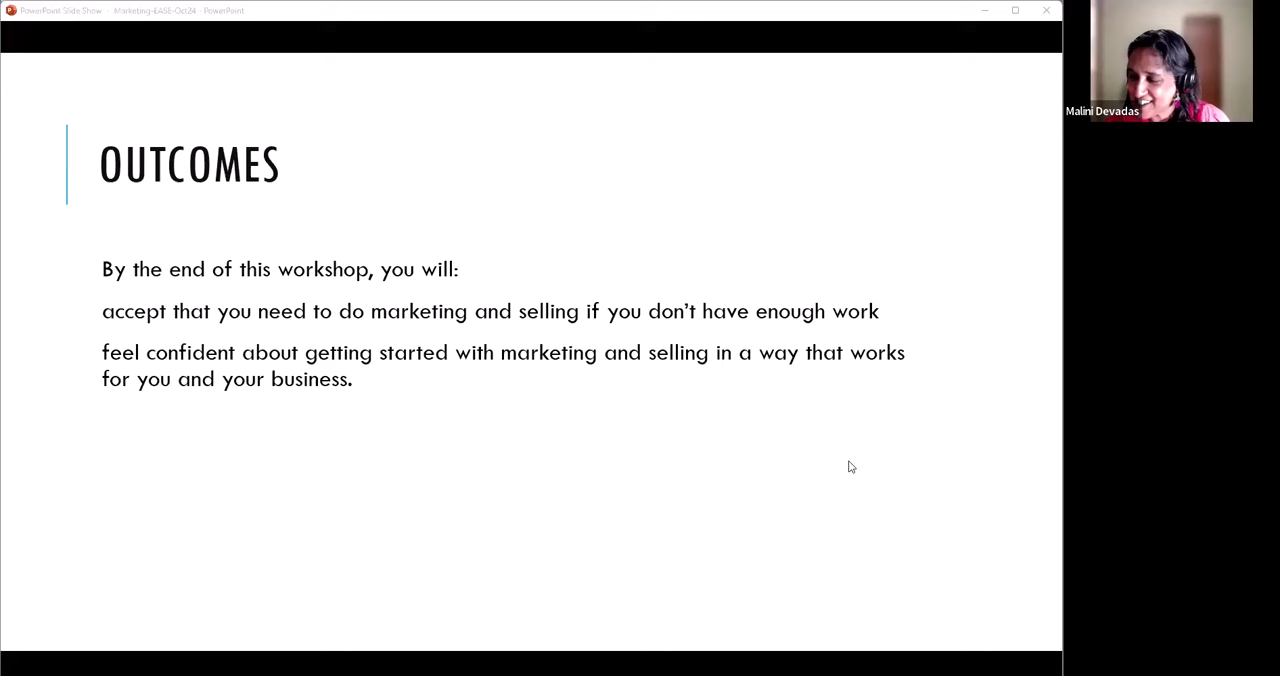 PowerPoint Slide Show - Marketing-EASE-Oct24 - PowerPoint
Malini Devadas
OUTCOMES
By the end of this workshop, you will:
accept that you need to do marketing and selling if you don’t have enough work
feel confident about getting started with marketing and selling in a way that works
for you and your business.